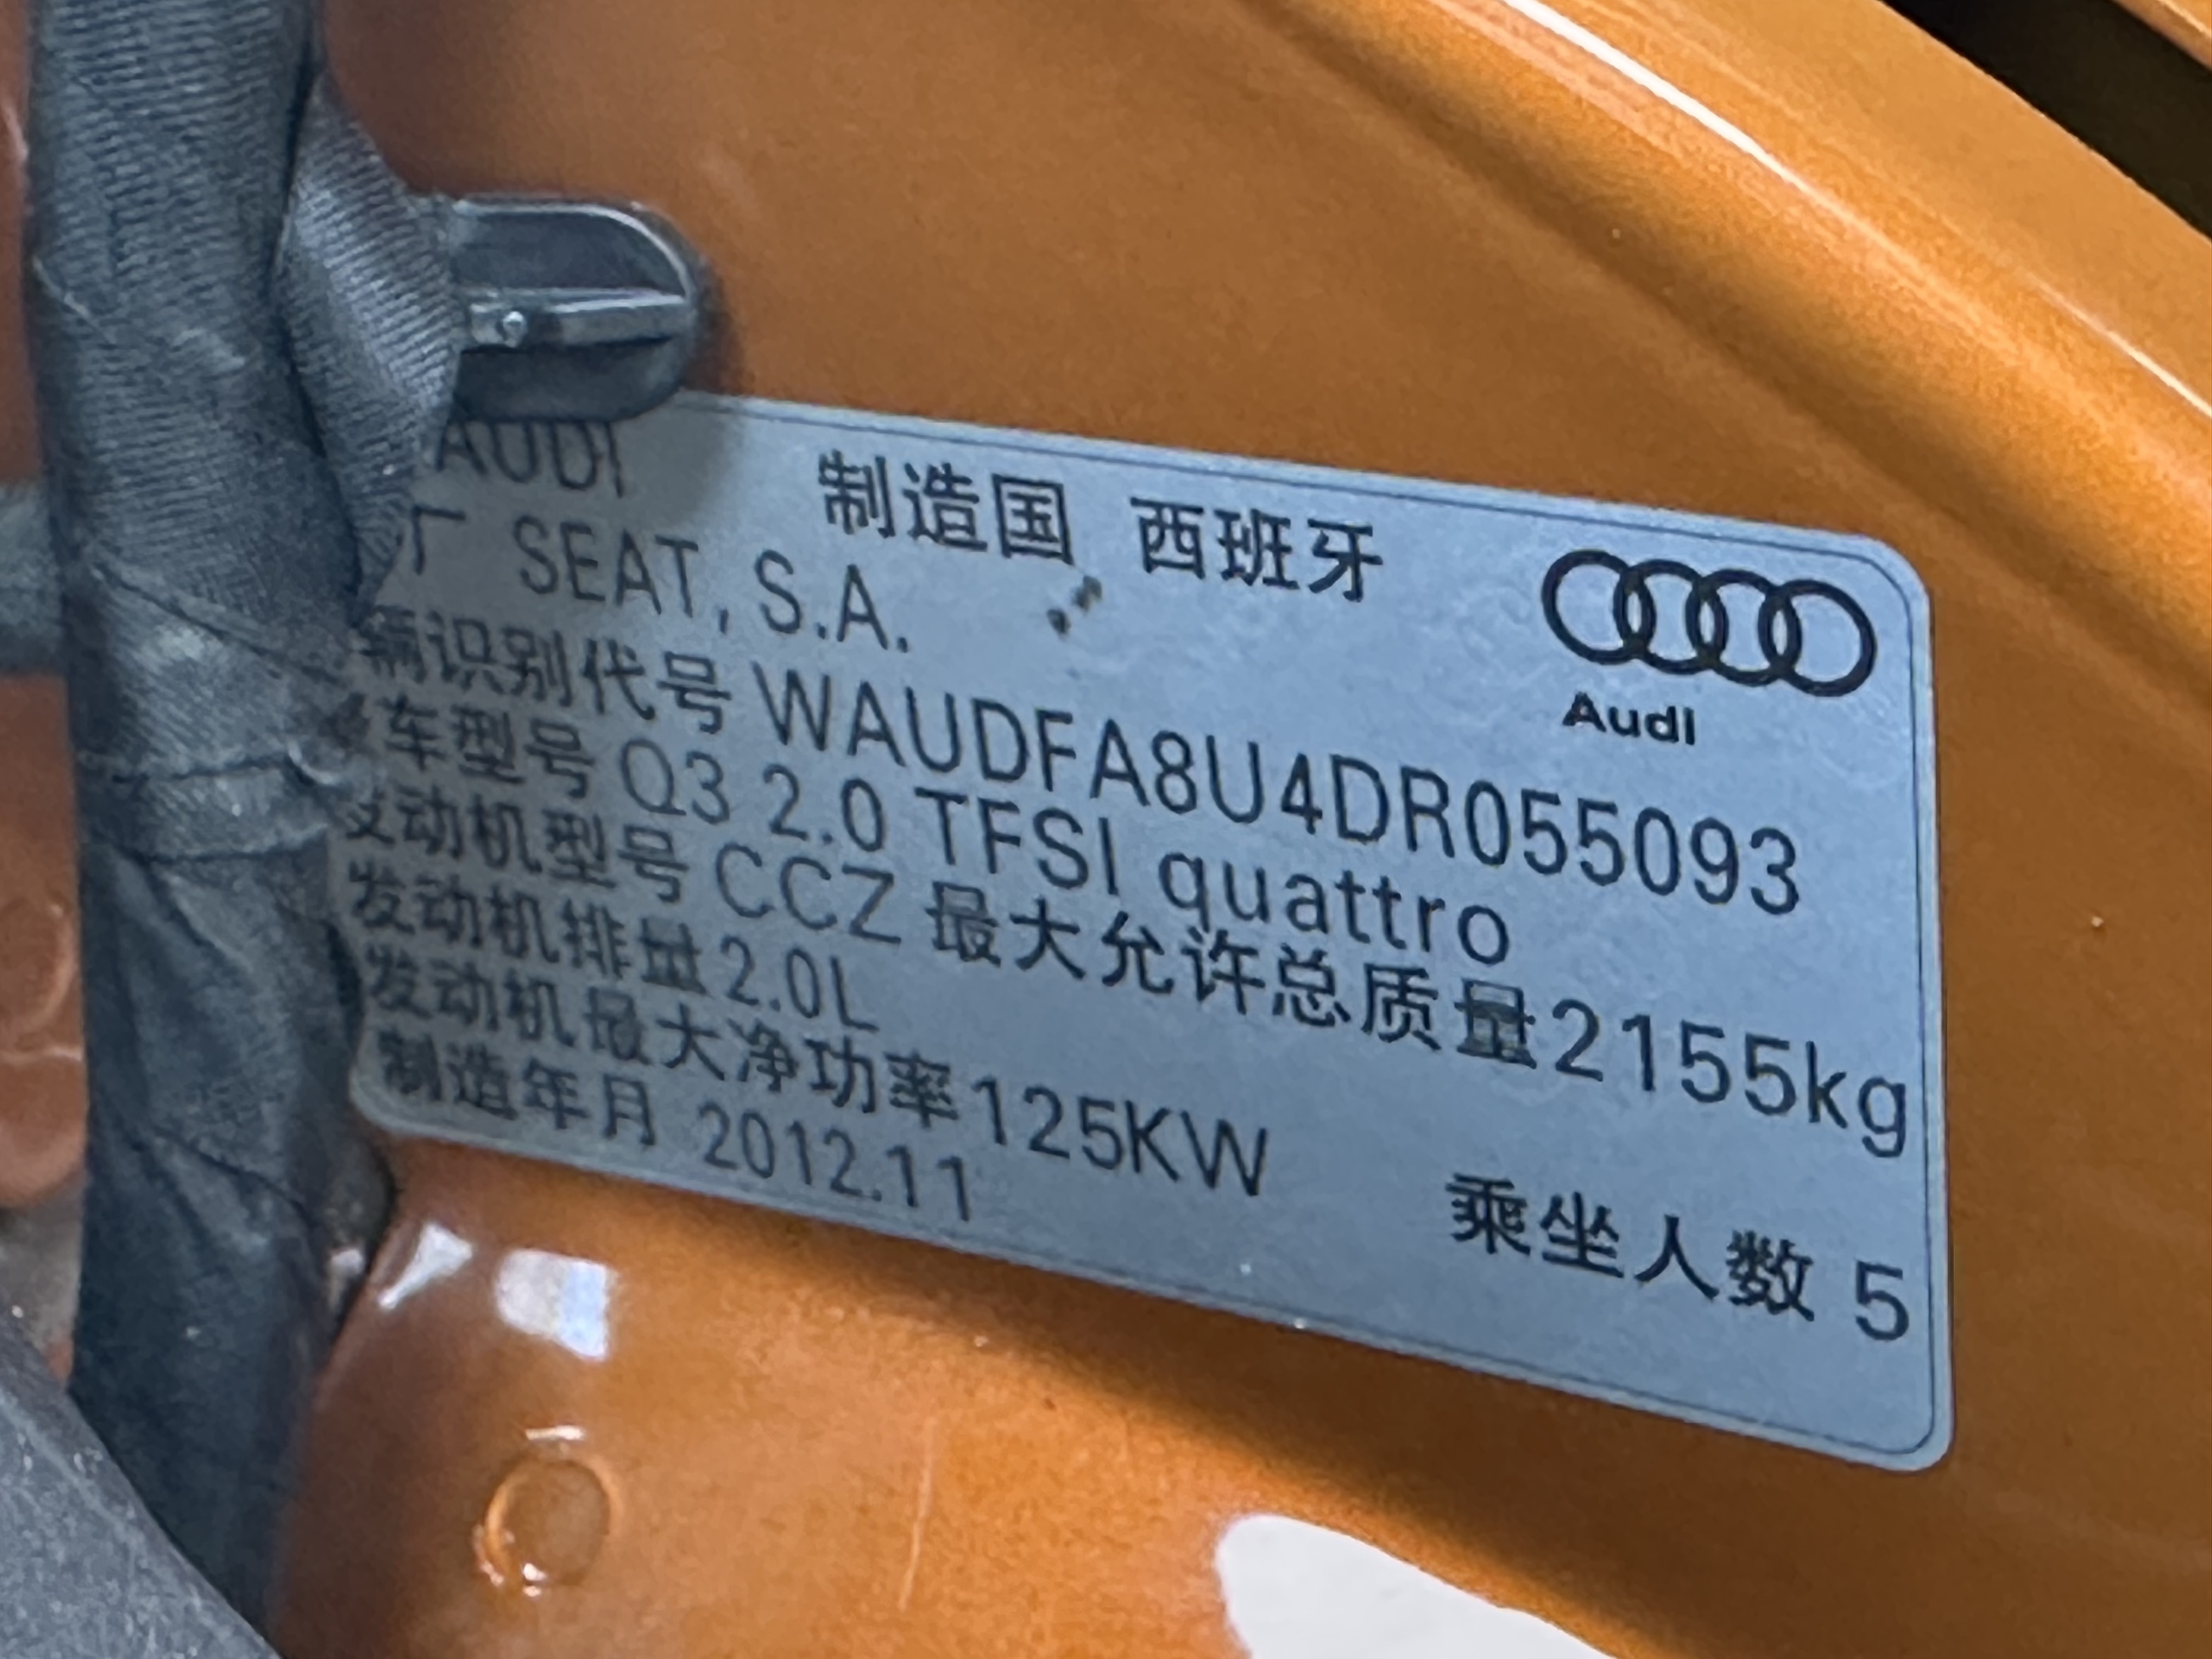 AUDI 制造国 西班牙
厂 SEAT, S.A.
Audi
辆识别代号 WAUDFA8U4DR055093
车型号 Q3 2.0 TFSI quattro
发动机型号 CCZ 最大允许总质量2155kg
发动机排量2.0L
发动机最大净功率125KW
制造年月 2012.11 乘坐人数 5